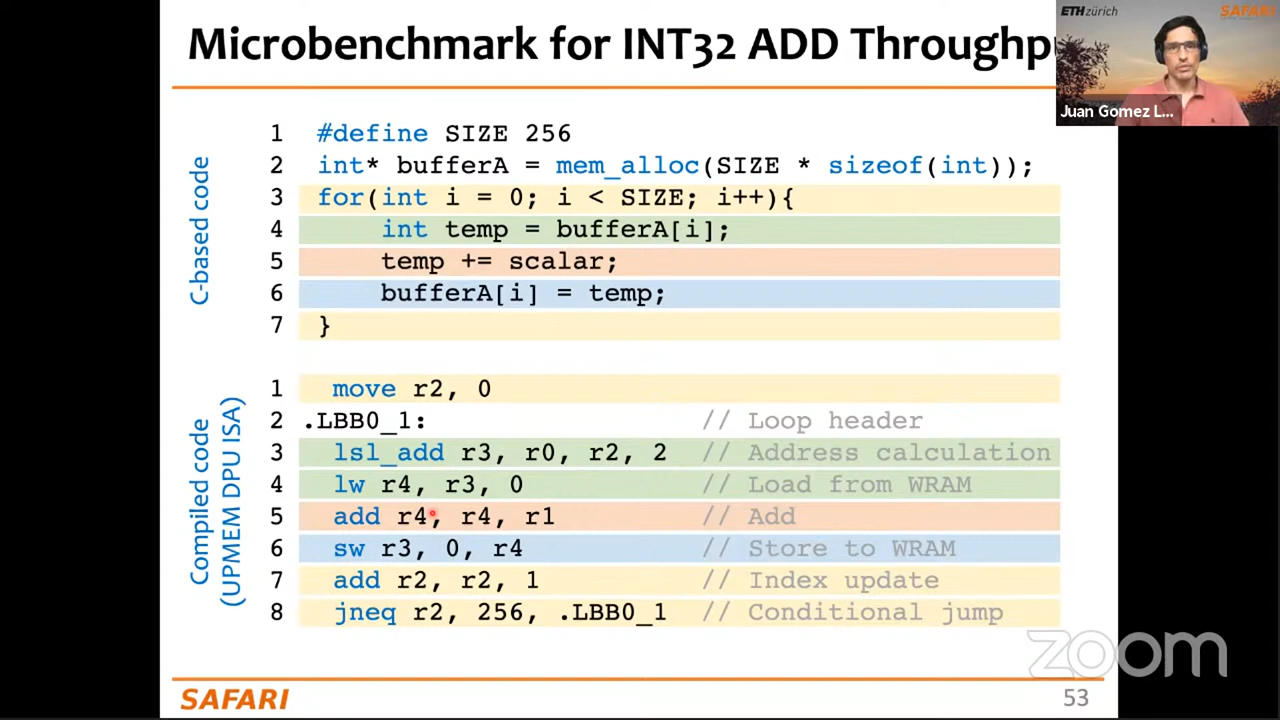 Microbenchmark for INT32 ADD Throughpu
ETH zürich
SAFARI
Juan Gomez L...
C-based code
1 #define SIZE 256
2 int* bufferA = mem_alloc(SIZE * sizeof(int));
3 for(int i = 0; i < SIZE; i++){
4 int temp = bufferA[i];
5 temp += scalar;
6 bufferA[i] = temp;
7 }
Compiled code
(UPMEM DPU ISA)
1 move r2, 0
2 .LBB0_1: // Loop header
3 lsl_add r3, r0, r2, 2 // Address calculation
4 lw r4, r3, 0 // Load from WRAM
5 add r4, r4, r1 // Add
6 sw r3, 0, r4 // Store to WRAM
7 add r2, r2, 1 // Index update
8 jneq r2, 256, .LBB0_1 // Conditional jump
zoom
SAFARI
53